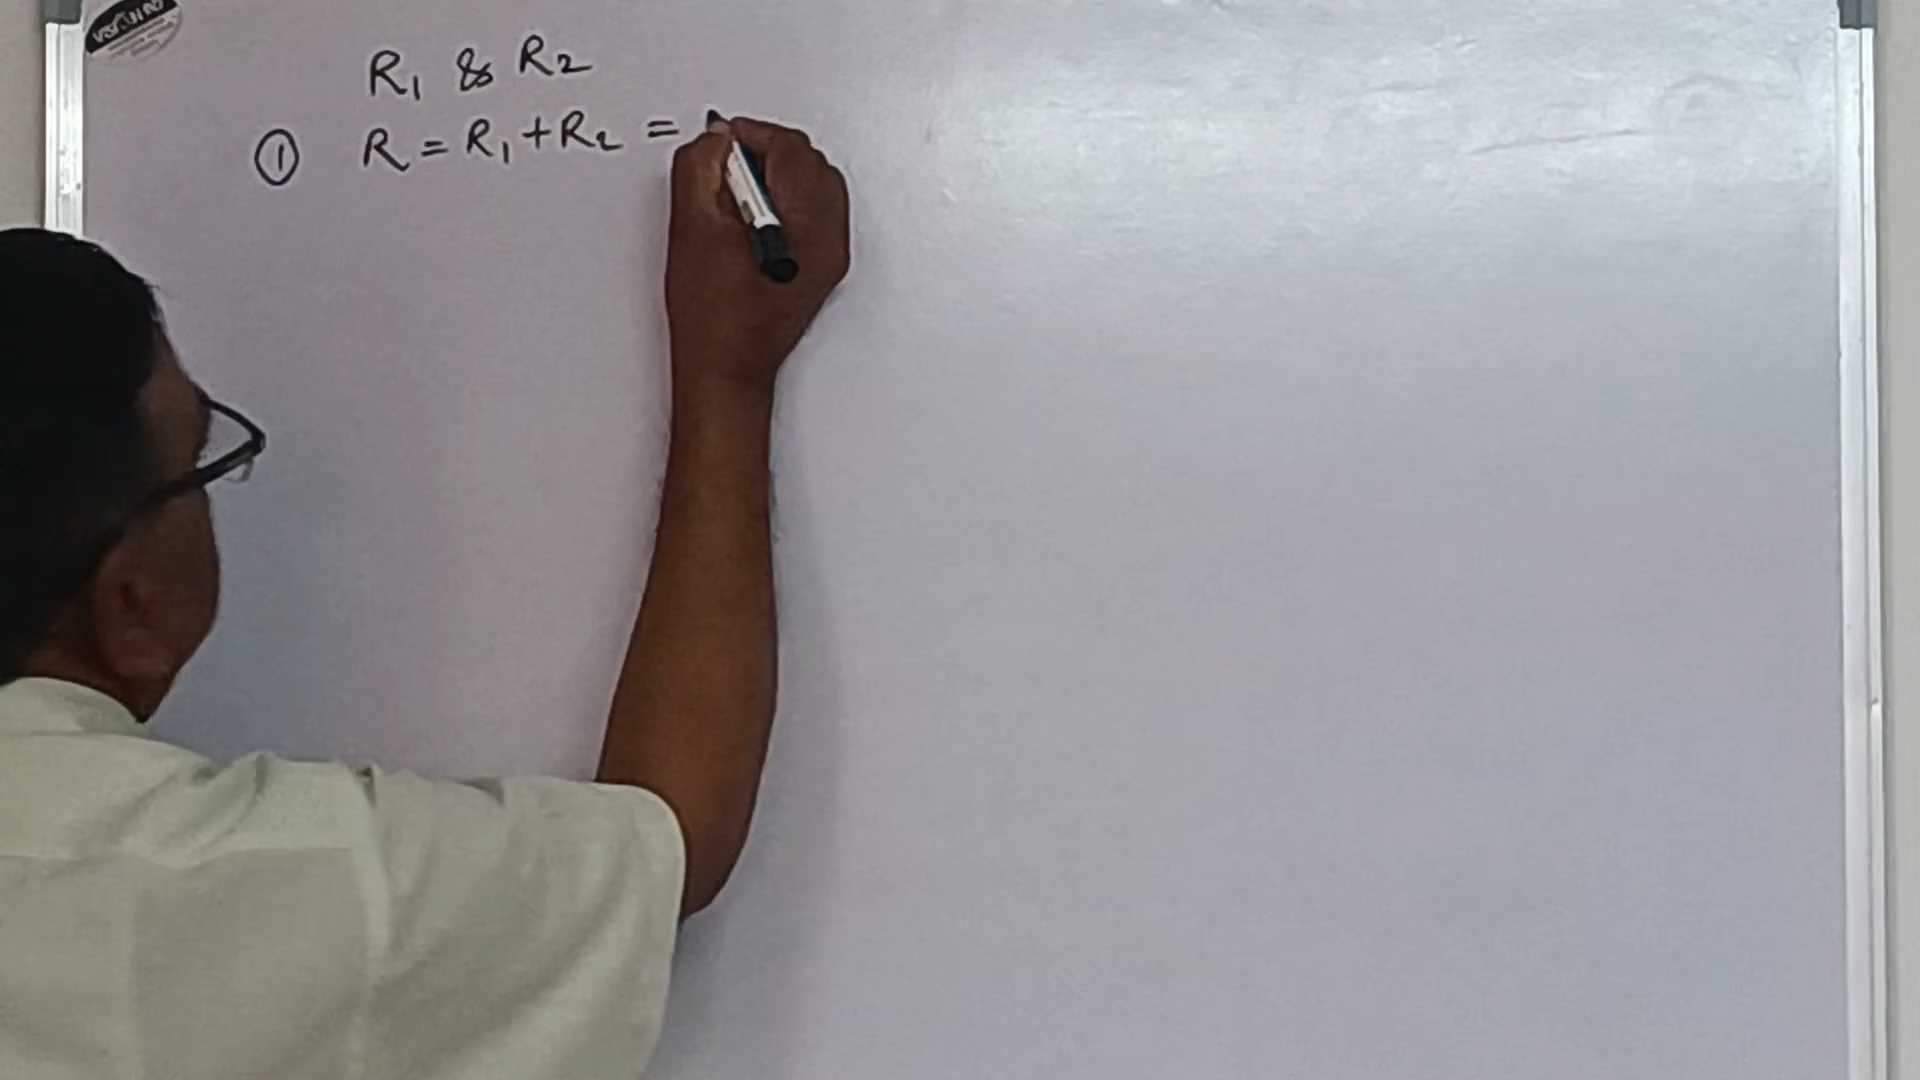 R₁ & R₂
① R = R₁ + R₂ =